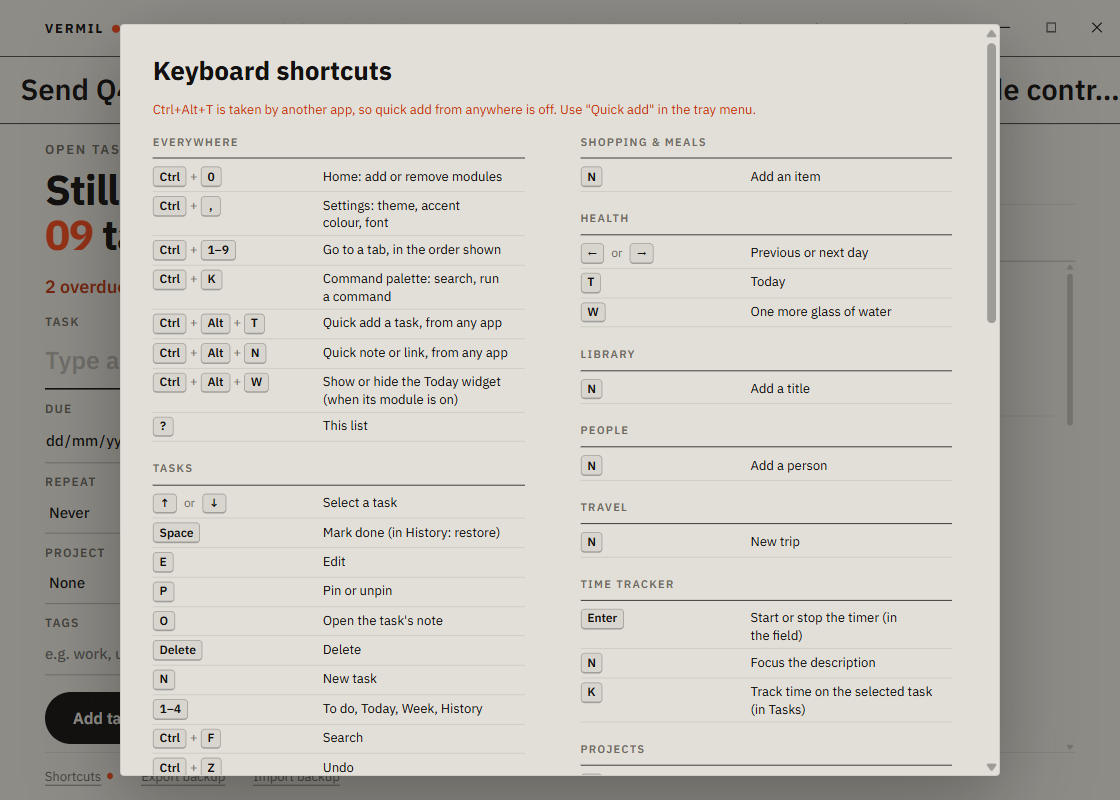 VERMIL
Send Q
le contr...
OPEN TAS
Still
09 ta
2 overdu
TASK
Type a
DUE
dd/mm/yy
REPEAT
Never
PROJECT
None
TAGS
e.g. work, u
Add ta
Shortcuts
Export backup
Import backup
Keyboard shortcuts
Ctrl+Alt+T is taken by another app, so quick add from anywhere is off. Use "Quick add" in the tray menu.
EVERYWHERE
Ctrl + 0 Home: add or remove modules
Ctrl + , Settings: theme, accent
colour, font
Ctrl + 1–9 Go to a tab, in the order shown
Ctrl + K Command palette: search, run
a command
Ctrl + Alt + T Quick add a task, from any app
Ctrl + Alt + N Quick note or link, from any app
Ctrl + Alt + W Show or hide the Today widget
(when its module is on)
? This list
TASKS
↑ or ↓ Select a task
Space Mark done (in History: restore)
E Edit
P Pin or unpin
O Open the task's note
Delete Delete
N New task
1–4 To do, Today, Week, History
Ctrl + F Search
Ctrl + Z Undo
SHOPPING & MEALS
N Add an item
HEALTH
← or → Previous or next day
T Today
W One more glass of water
LIBRARY
N Add a title
PEOPLE
N Add a person
TRAVEL
N New trip
TIME TRACKER
Enter Start or stop the timer (in
the field)
N Focus the description
K Track time on the selected task
(in Tasks)
PROJECTS